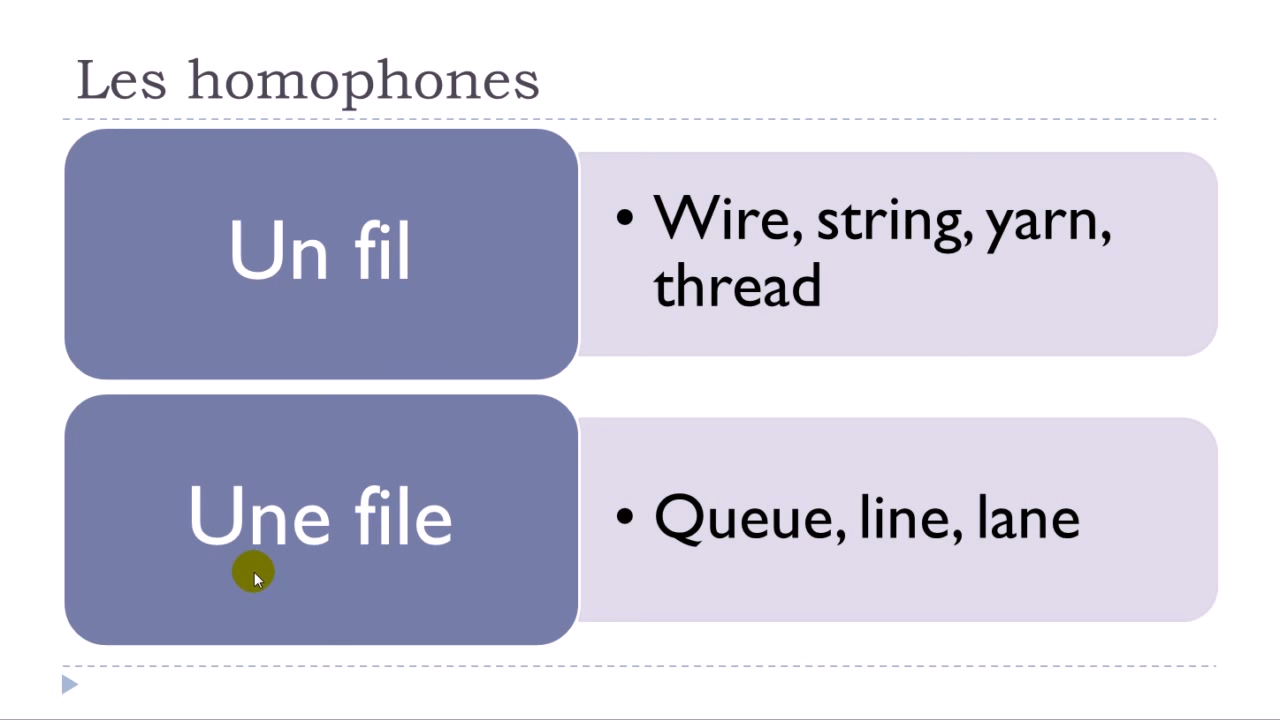 Les homophones
Un fil
• Wire, string, yarn,
thread
Une file
• Queue, line, lane